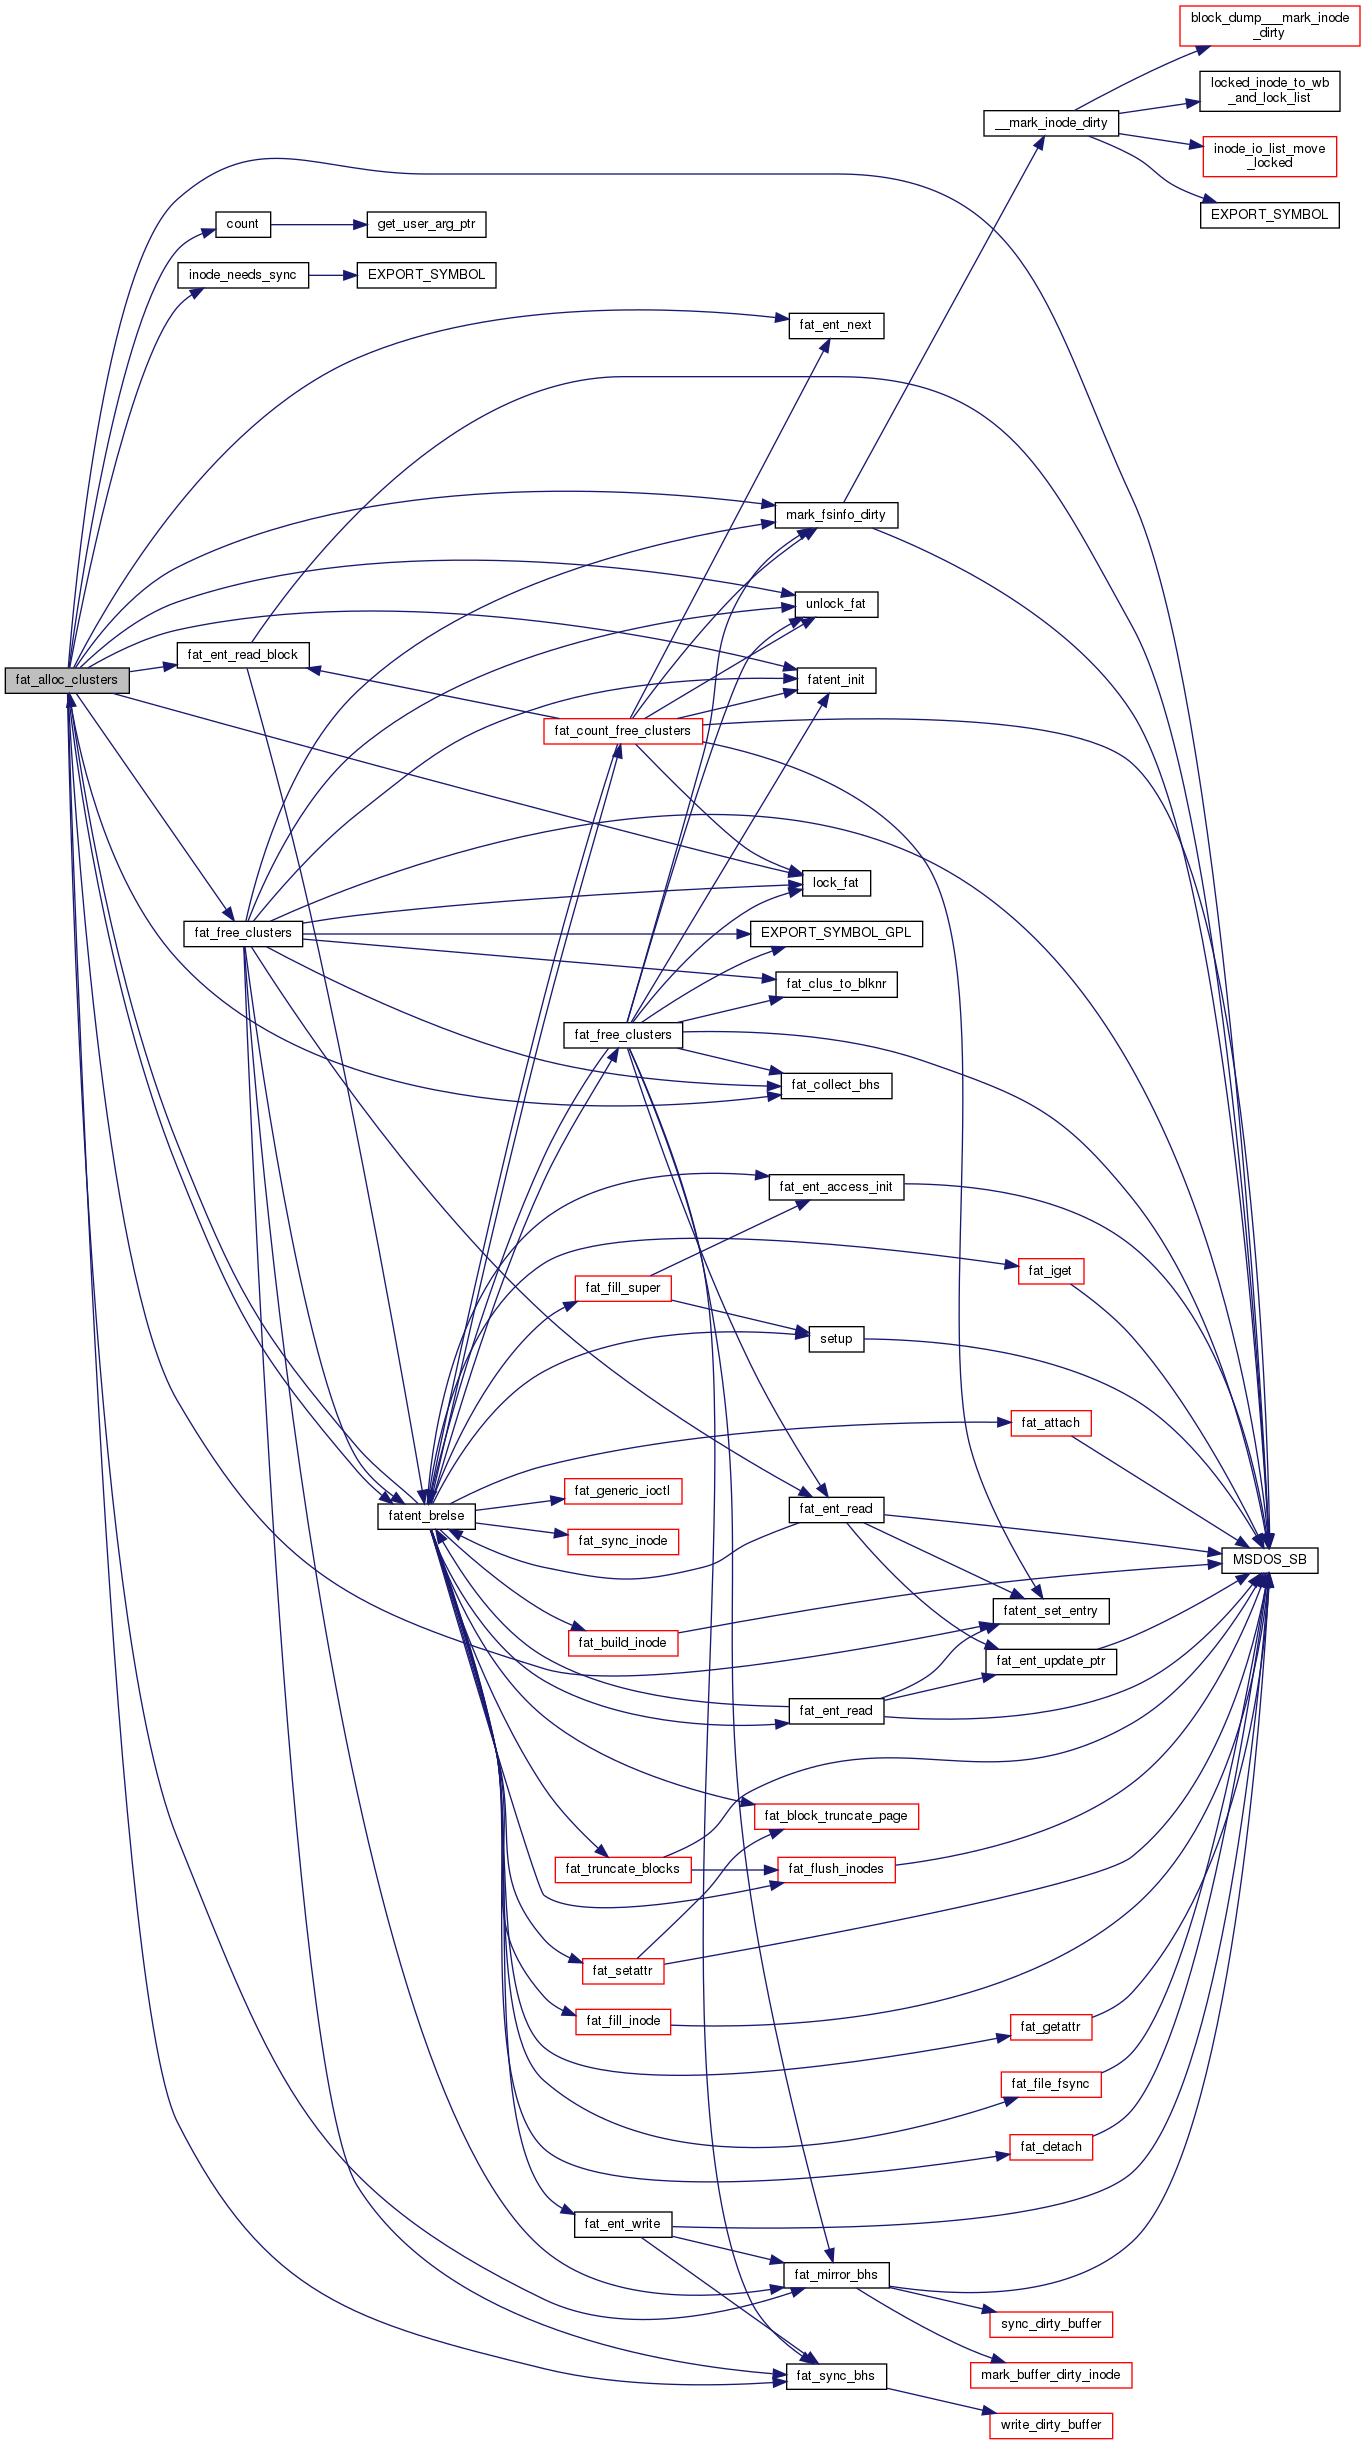 block_dump___mark_inode
_dirty
locked_inode_to_wb
_and_lock_list
__mark_inode_dirty
inode_io_list_move
_locked
EXPORT_SYMBOL
count
get_user_arg_ptr
inode_needs_sync
EXPORT_SYMBOL
fat_ent_next
mark_fsinfo_dirty
unlock_fat
fat_ent_read_block
fat_alloc_clusters
fatent_init
fat_count_free_clusters
lock_fat
fat_free_clusters
EXPORT_SYMBOL_GPL
fat_clus_to_blknr
fat_free_clusters
fat_collect_bhs
fat_ent_access_init
fat_iget
fat_fill_super
setup
fat_attach
fat_generic_ioctl
fat_ent_read
fatent_brelse
fat_sync_inode
MSDOS_SB
fatent_set_entry
fat_build_inode
fat_ent_update_ptr
fat_ent_read
fat_block_truncate_page
fat_truncate_blocks
fat_flush_inodes
fat_setattr
fat_fill_inode
fat_getattr
fat_file_fsync
fat_detach
fat_ent_write
fat_mirror_bhs
sync_dirty_buffer
mark_buffer_dirty_inode
fat_sync_bhs
write_dirty_buffer